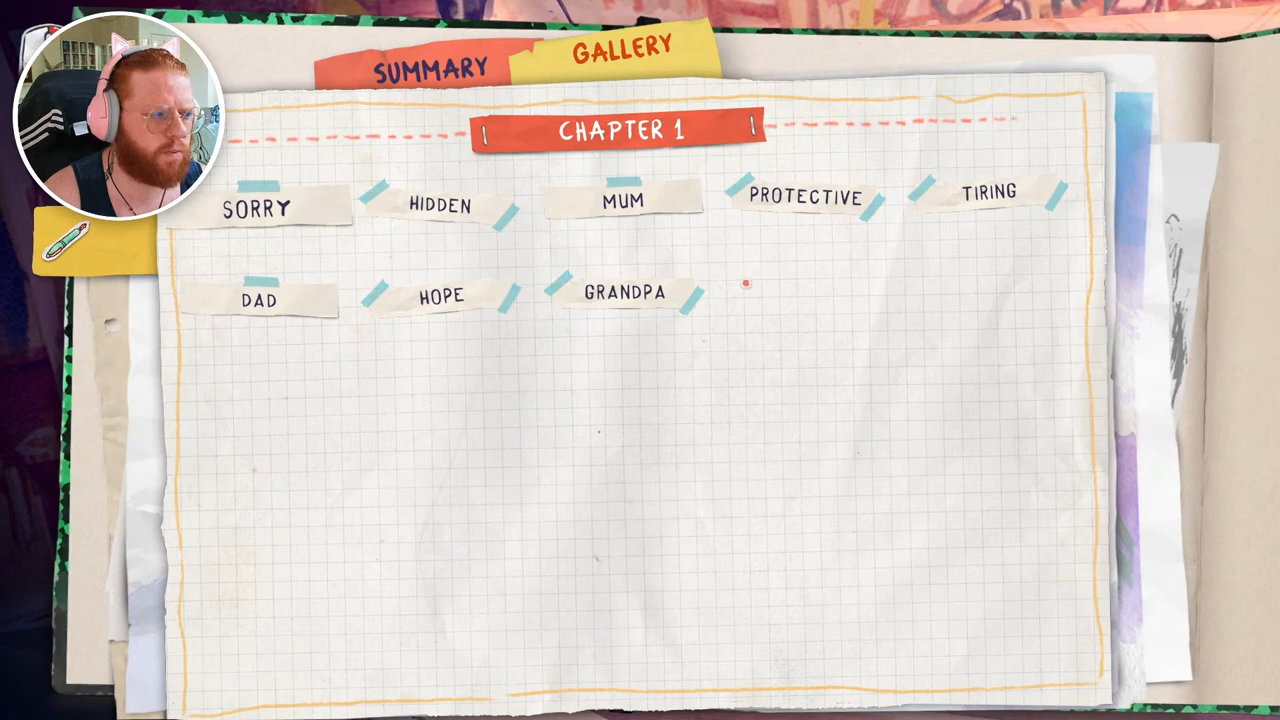 SUMMARY
GALLERY
CHAPTER 1
SORRY
HIDDEN
MUM
PROTECTIVE
TIRING
DAD
HOPE
GRANDPA